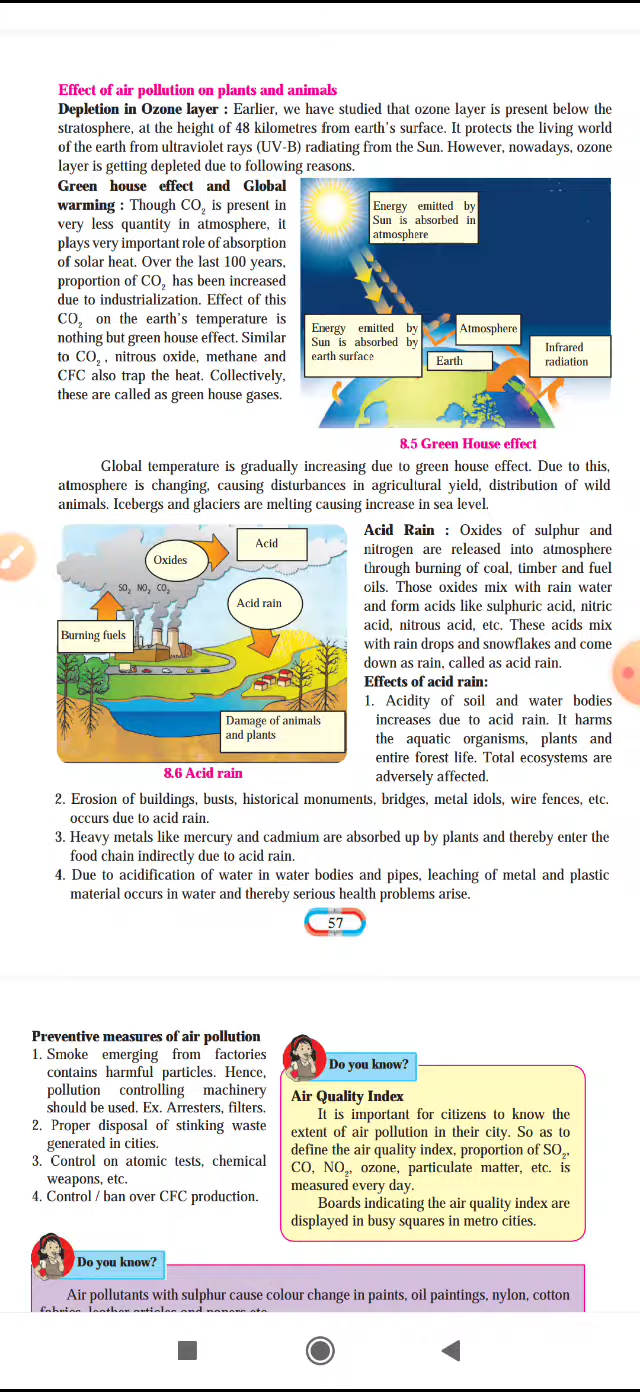 Effect of air pollution on plants and animals
Depletion in Ozone layer : Earlier, we have studied that ozone layer is present below the
stratosphere, at the height of 48 kilometres from earth's surface. It protects the living world
of the earth from ultraviolet rays (UV-B) radiating from the Sun. However, nowadays, ozone
layer is getting depleted due to following reasons.
Green house effect and Global
warming : Though CO₂ is present in
very less quantity in atmosphere, it
plays very important role of absorption
of solar heat. Over the last 100 years,
proportion of CO₂ has been increased
due to industrialization. Effect of this
CO₂ on the earth's temperature is
nothing but green house effect. Similar
to CO₂ , nitrous oxide, methane and
CFC also trap the heat. Collectively,
these are called as green house gases.
Energy emitted by
Sun is absorbed in
atmosphere
Energy emitted by
Sun is absorbed by
earth surface
Atmosphere
Earth
Infrared
radiation
8.5 Green House effect
Global temperature is gradually increasing due to green house effect. Due to this,
atmosphere is changing, causing disturbances in agricultural yield, distribution of wild
animals. Icebergs and glaciers are melting causing increase in sea level.
Acid
Oxides
SO₂ NO₂ CO₂
Acid rain
Burning fuels
Damage of animals
and plants
8.6 Acid rain
Acid Rain : Oxides of sulphur and
nitrogen are released into atmosphere
through burning of coal, timber and fuel
oils. Those oxides mix with rain water
and form acids like sulphuric acid, nitric
acid, nitrous acid, etc. These acids mix
with rain drops and snowflakes and come
down as rain, called as acid rain.
Effects of acid rain:
1. Acidity of soil and water bodies
increases due to acid rain. It harms
the aquatic organisms, plants and
entire forest life. Total ecosystems are
adversely affected.
2. Erosion of buildings, busts, historical monuments, bridges, metal idols, wire fences, etc.
occurs due to acid rain.
3. Heavy metals like mercury and cadmium are absorbed up by plants and thereby enter the
food chain indirectly due to acid rain.
4. Due to acidification of water in water bodies and pipes, leaching of metal and plastic
material occurs in water and thereby serious health problems arise.
57
Preventive measures of air pollution
1. Smoke emerging from factories
contains harmful particles. Hence,
pollution controlling machinery
should be used. Ex. Arresters, filters.
2. Proper disposal of stinking waste
generated in cities.
3. Control on atomic tests, chemical
weapons, etc.
4. Control / ban over CFC production.
Do you know?
Air Quality Index
It is important for citizens to know the
extent of air pollution in their city. So as to
define the air quality index, proportion of SO₂,
CO, NO₂, ozone, particulate matter, etc. is
measured every day.
Boards indicating the air quality index are
displayed in busy squares in metro cities.
Do you know?
Air pollutants with sulphur cause colour change in paints, oil paintings, nylon, cotton
fabrics, leather articles and papers etc.